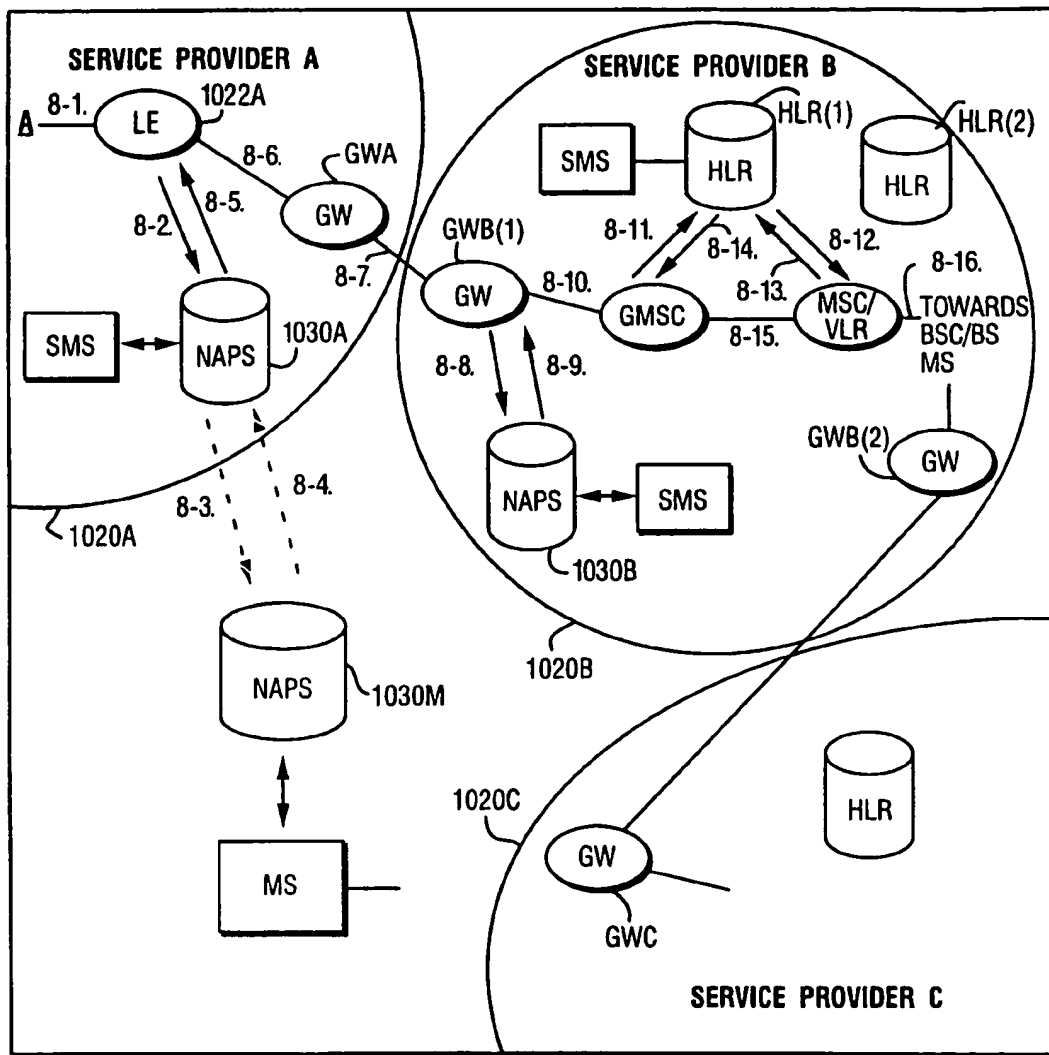 SERVICE PROVIDER A
1022A
A
8-1.
LE
8-6.
GWA
GW
8-2.
8-5.
8-7.
SMS
NAPS
1030A
8-3.
8-4.
1020A
NAPS
1030M
MS
SERVICE PROVIDER B
HLR(1)
HLR(2)
SMS
HLR
HLR
GWB(1)
8-11.
8-14.
8-12.
8-13.
8-16.
GW
8-10.
GMSC
8-15.
MSC/
VLR
TOWARDS
BSC/BS
MS
8-8.
8-9.
GWB(2)
GW
NAPS
SMS
1030B
1020B
1020C
HLR
GW
GWC
SERVICE PROVIDER C